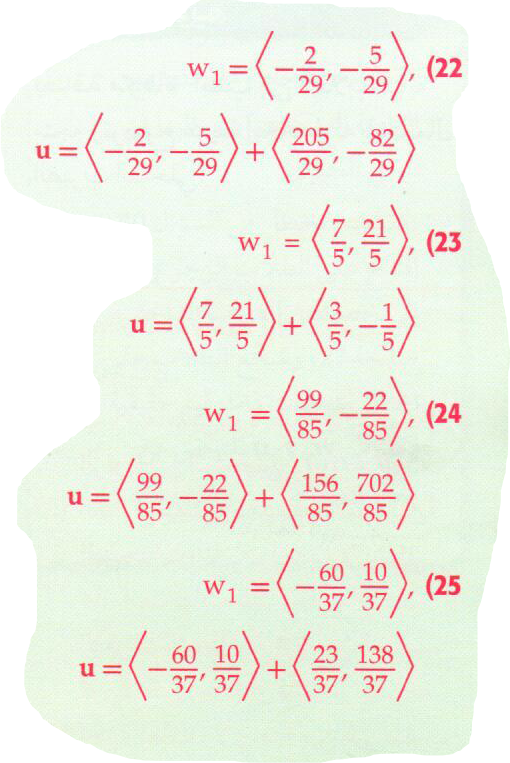 (22 w₁ = ⟨−2/29, −5/29⟩,
u = ⟨−2/29, −5/29⟩ + ⟨205/29, −82/29⟩
(23 w₁ = ⟨7/5, 21/5⟩,
u = ⟨7/5, 21/5⟩ + ⟨3/5, −1/5⟩
(24 w₁ = ⟨99/85, −22/85⟩,
u = ⟨99/85, −22/85⟩ + ⟨156/85, 702/85⟩
(25 w₁ = ⟨−60/37, 10/37⟩,
u = ⟨−60/37, 10/37⟩ + ⟨23/37, 138/37⟩